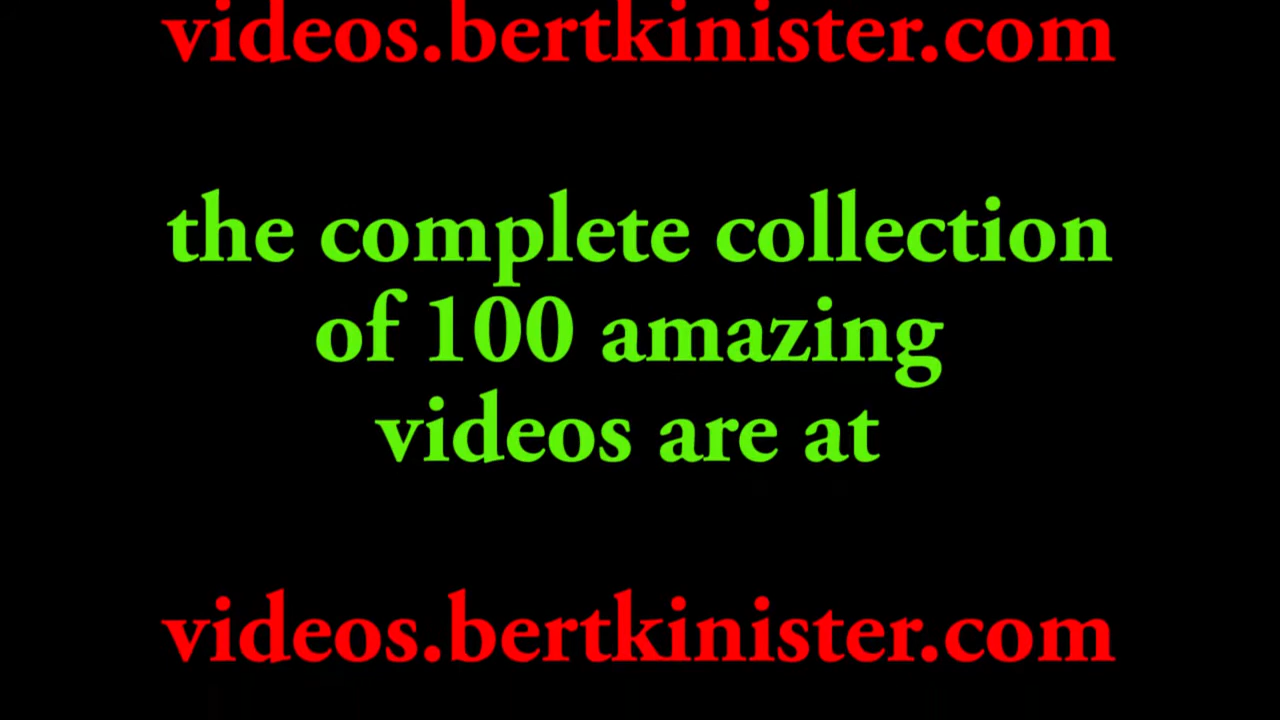 videos.bertkinister.com
the complete collection
of 100 amazing
videos are at
videos.bertkinister.com